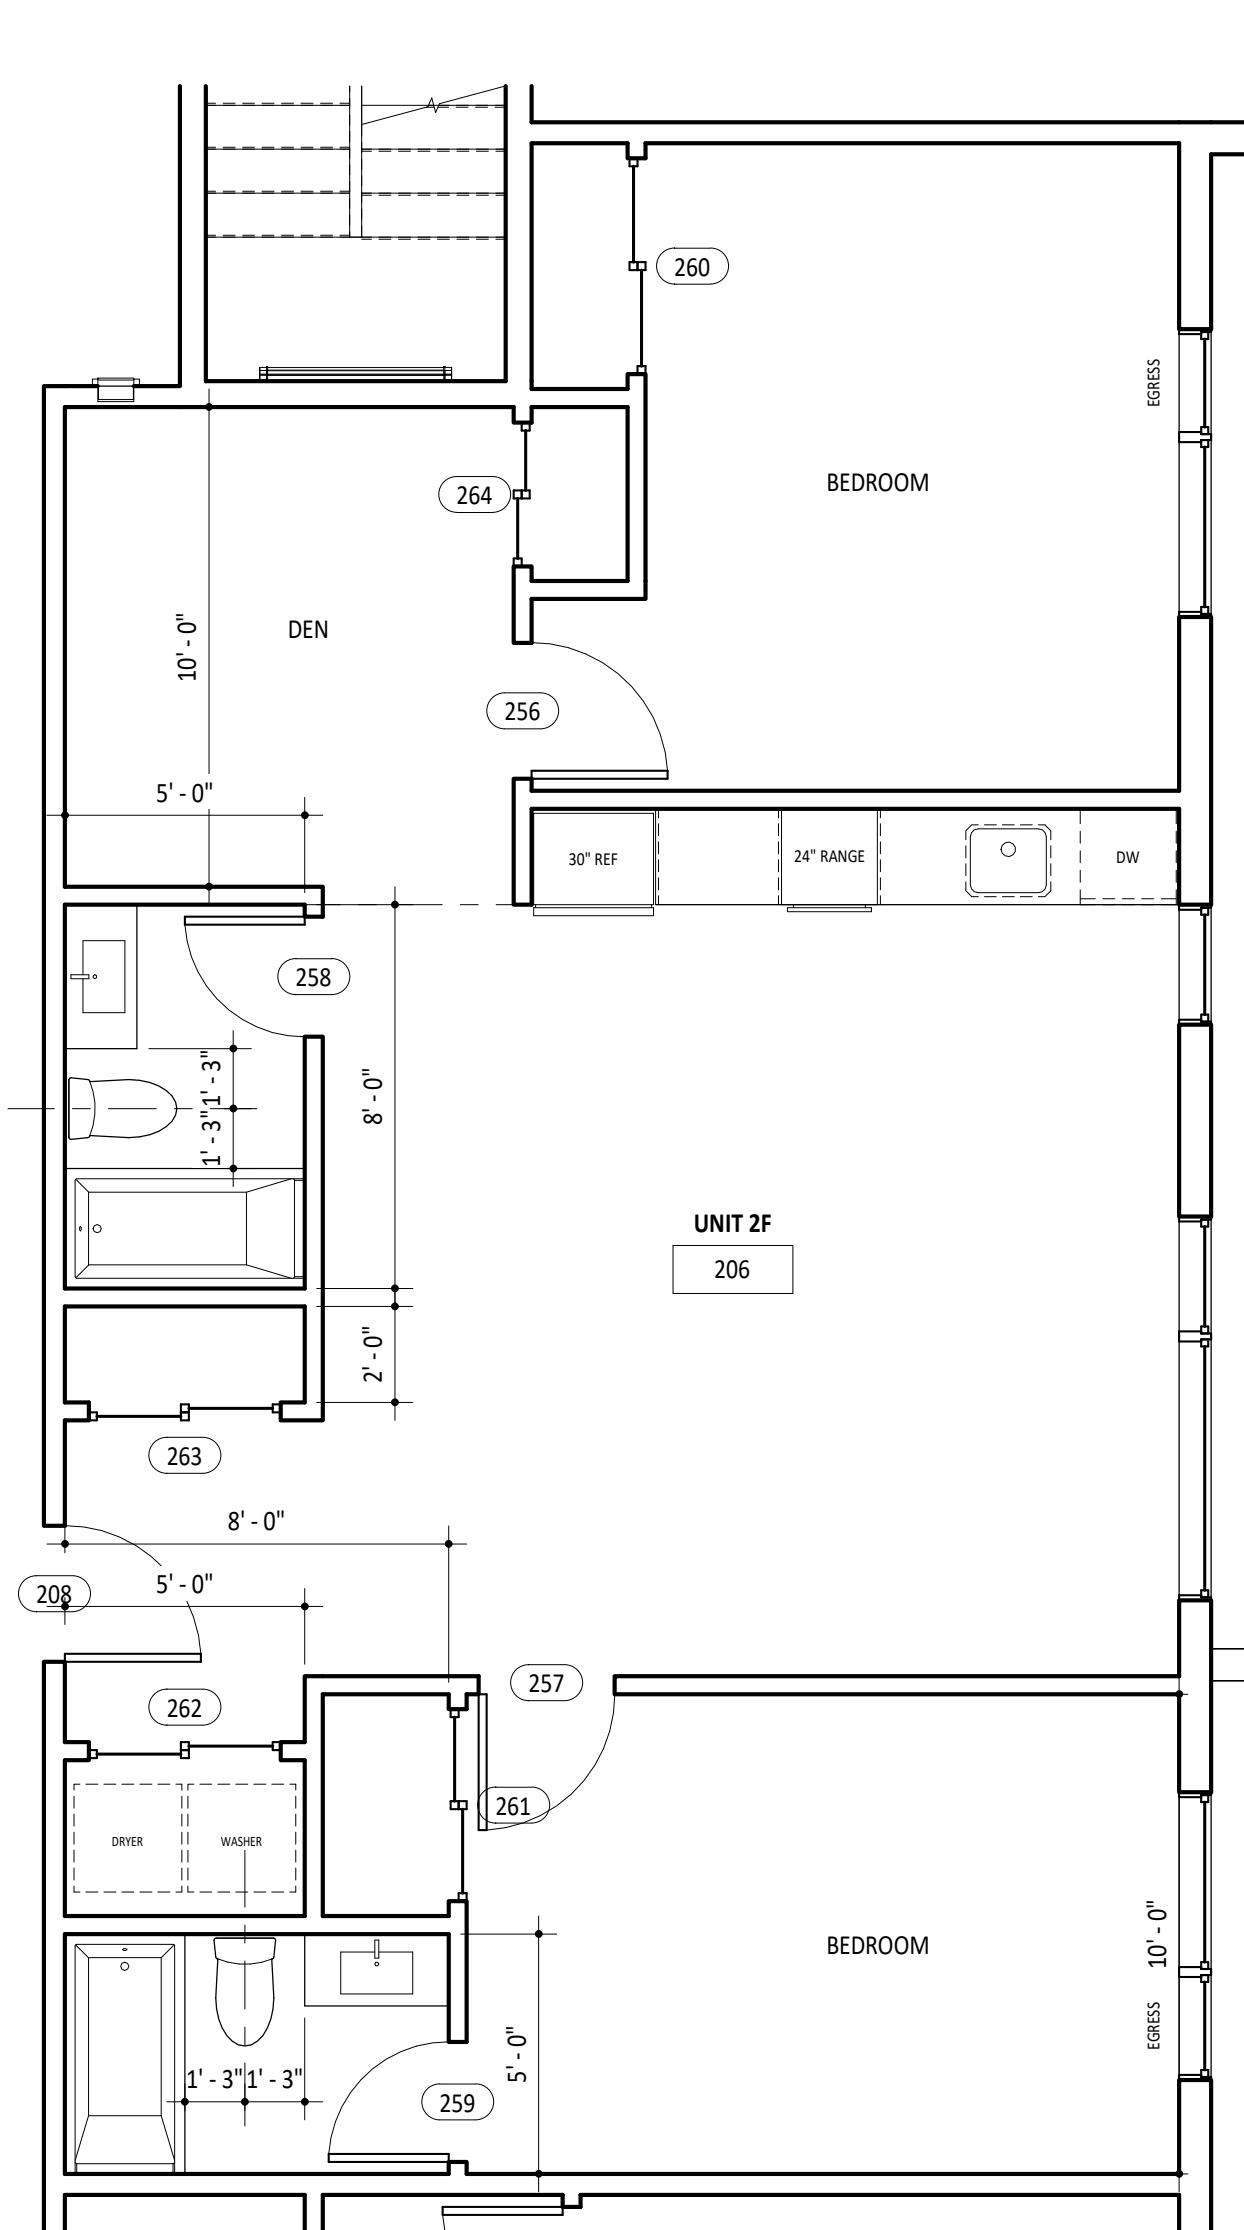 260
EGRESS
BEDROOM
264
10' - 0"
DEN
256
5' - 0"
30" REF
24" RANGE
DW
258
1' - 3"
1' - 3"
8' - 0"
UNIT 2F
206
2' - 0"
263
8' - 0"
5' - 0"
208
257
262
261
DRYER
WASHER
BEDROOM
10' - 0"
EGRESS
5' - 0"
1' - 3"
1' - 3"
259